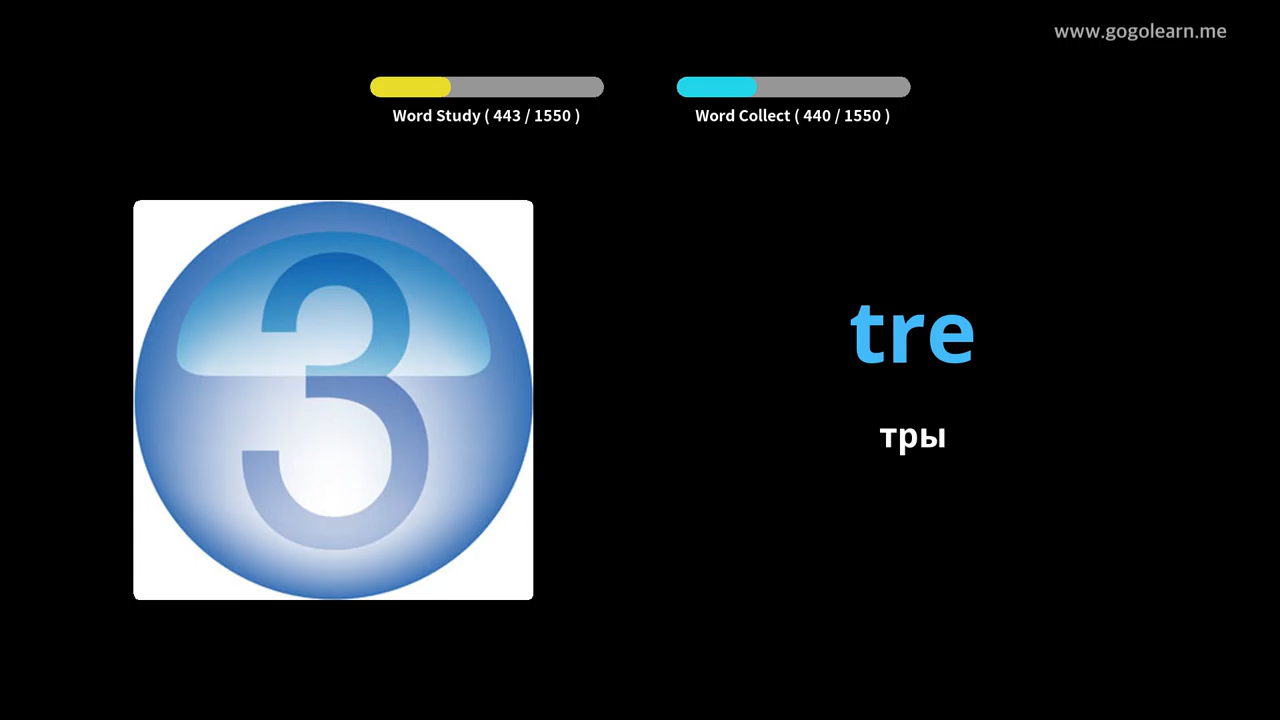 www.gogolearn.me
Word Study ( 443 / 1550 )
Word Collect ( 440 / 1550 )
3
tre
тры